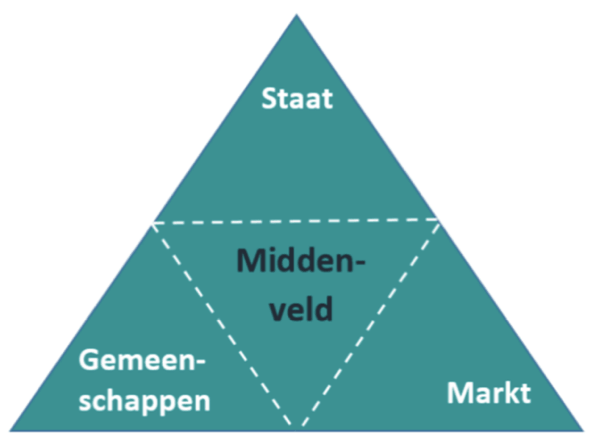 Staat
Midden-
veld
Gemeen-
schappen
Markt